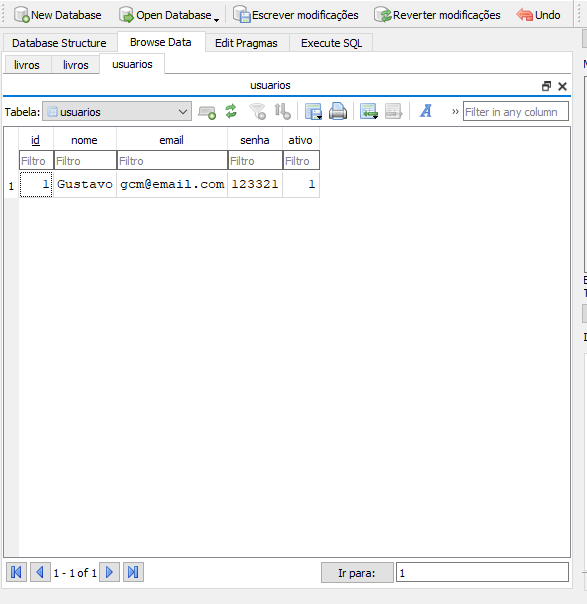 New Database Open Database Escrever modificações Reverter modificações Undo
Database Structure Browse Data Edit Pragmas Execute SQL
livros livros usuarios
usuarios
Tabela: usuarios » Filter in any column
id nome email senha ativo
Filtro Filtro Filtro Filtro Filtro
1 1 Gustavo gcm@email.com 123321 1
1 - 1 of 1 Ir para: 1